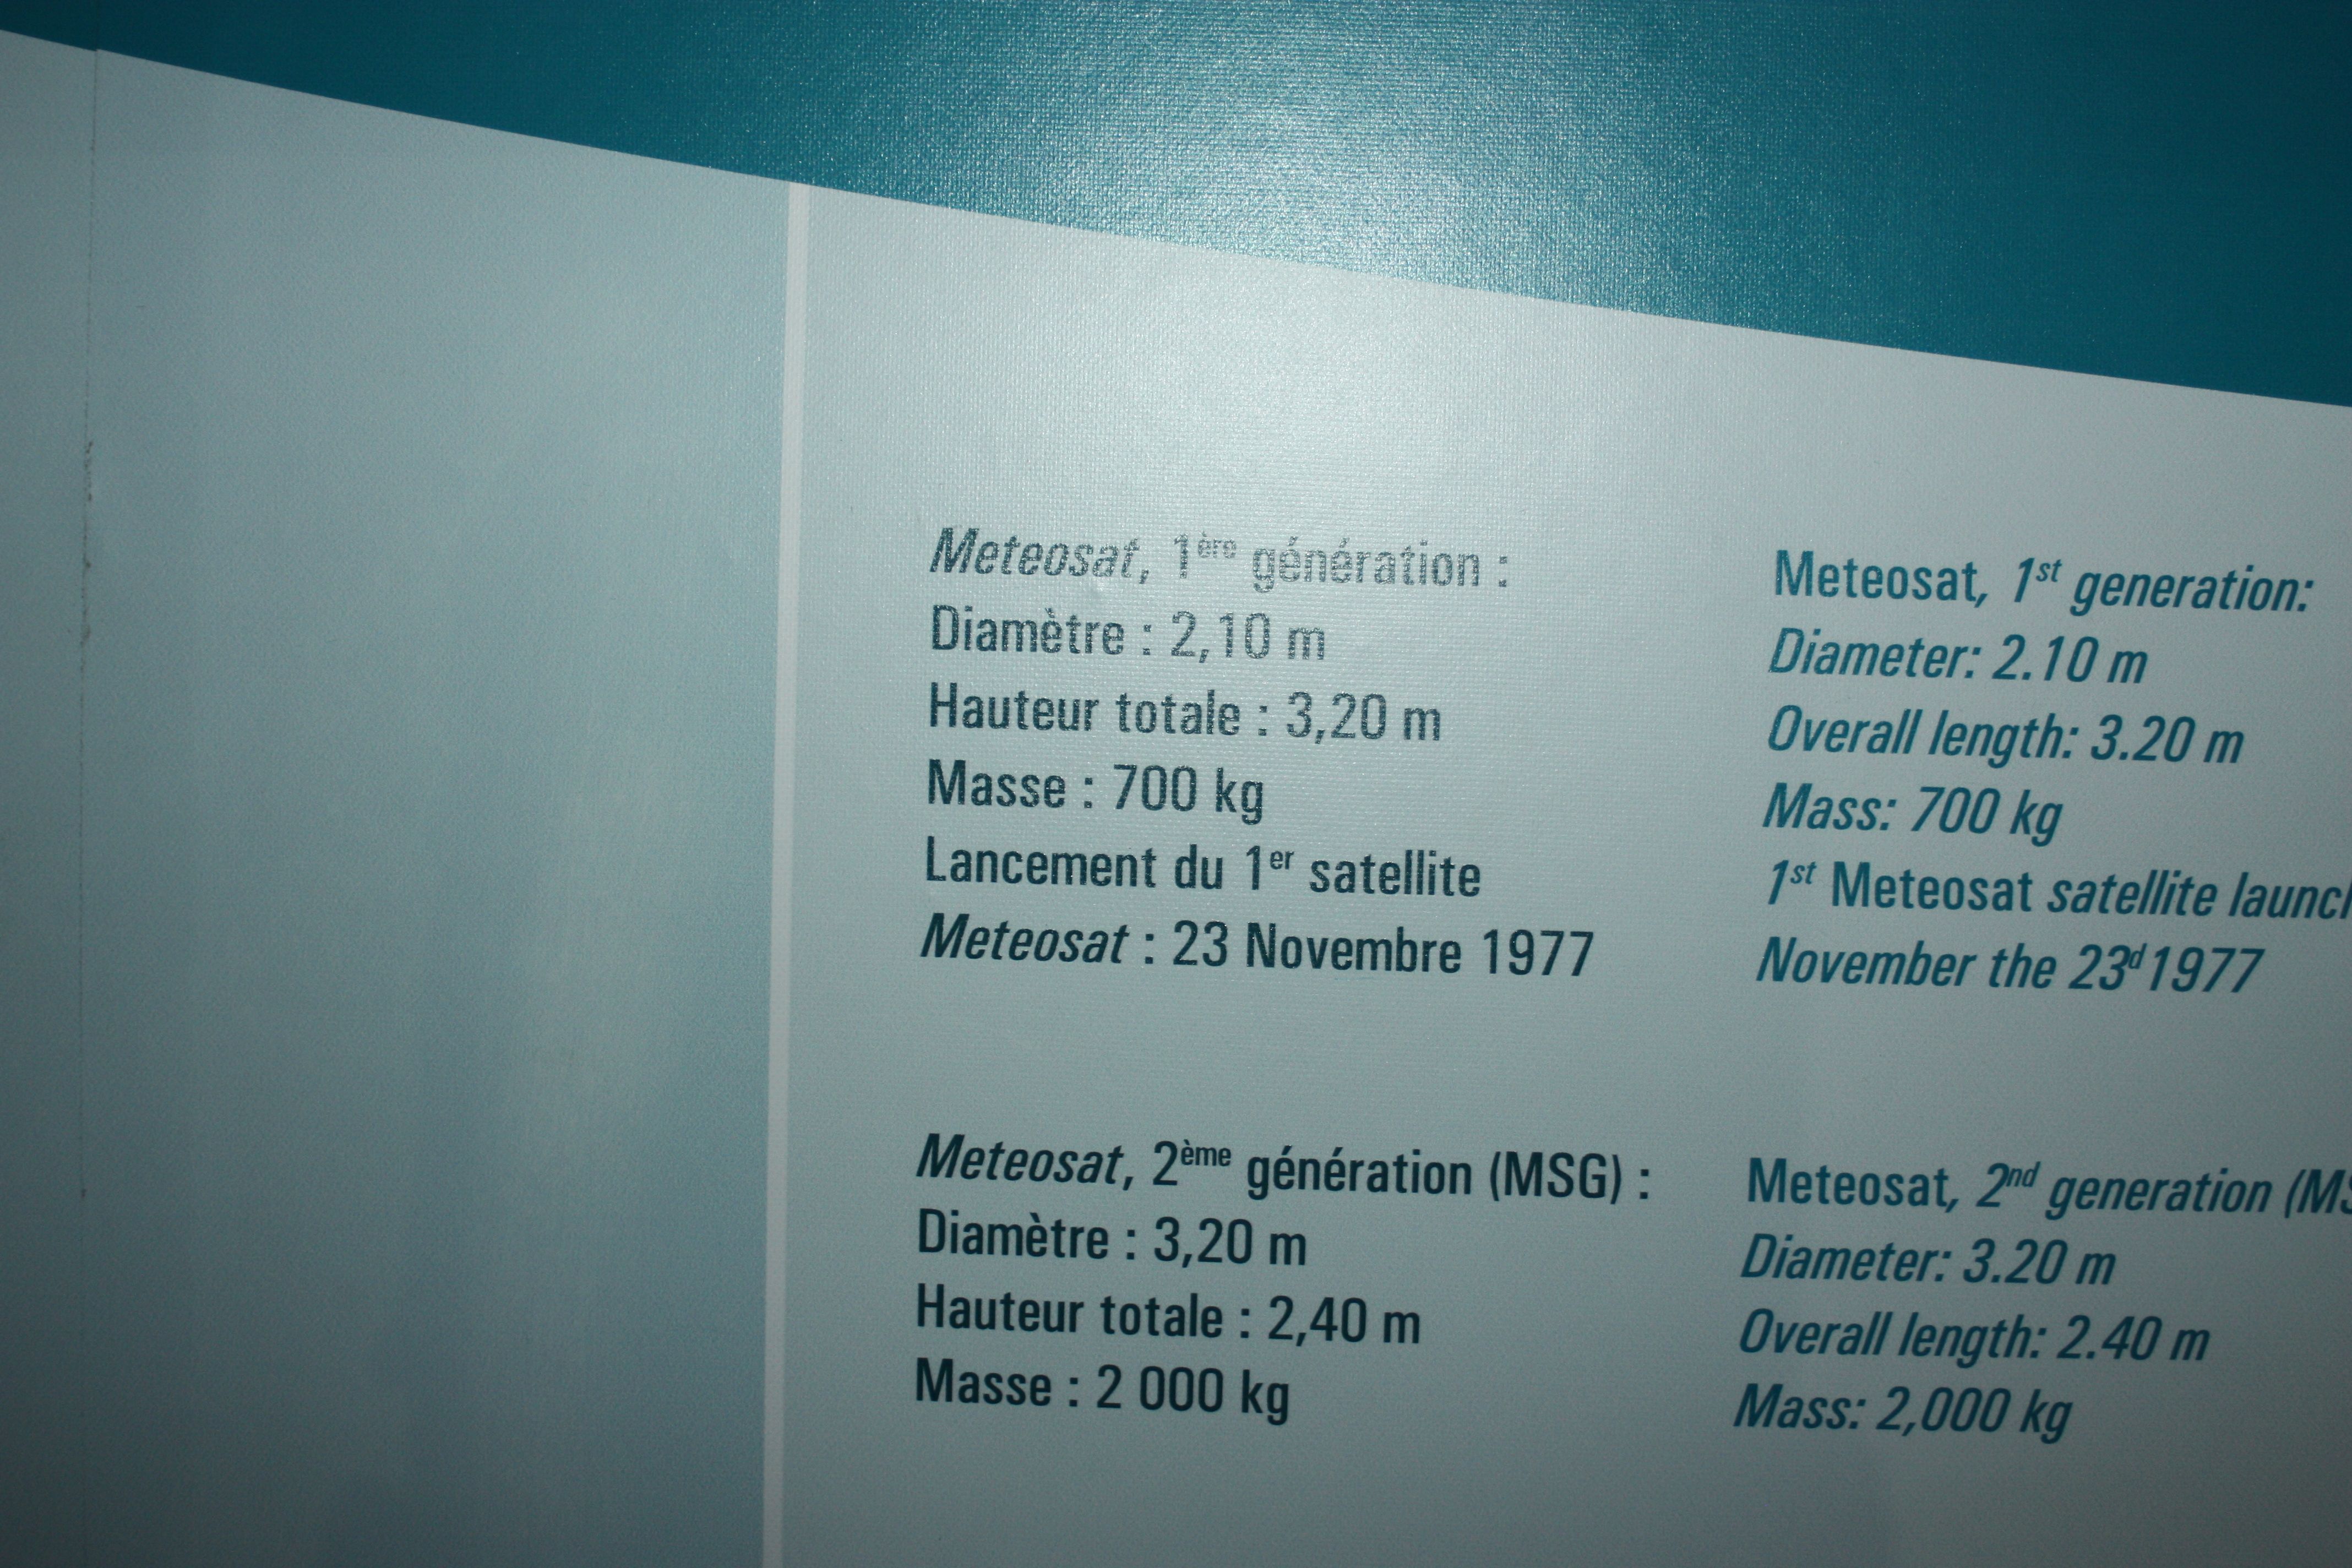 Meteosat, 1ère génération :
Diamètre : 2,10 m
Hauteur totale : 3,20 m
Masse : 700 kg
Lancement du 1er satellite
Meteosat : 23 Novembre 1977
Meteosat, 2ème génération (MSG) :
Diamètre : 3,20 m
Hauteur totale : 2,40 m
Masse : 2 000 kg
Meteosat, 1st generation:
Diameter: 2.10 m
Overall length: 3.20 m
Mass: 700 kg
1st Meteosat satellite
November the 23d 1977
Meteosat, 2nd generation
Diameter: 3.20 m
Overall length: 2.40 m
Mass: 2,000 kg